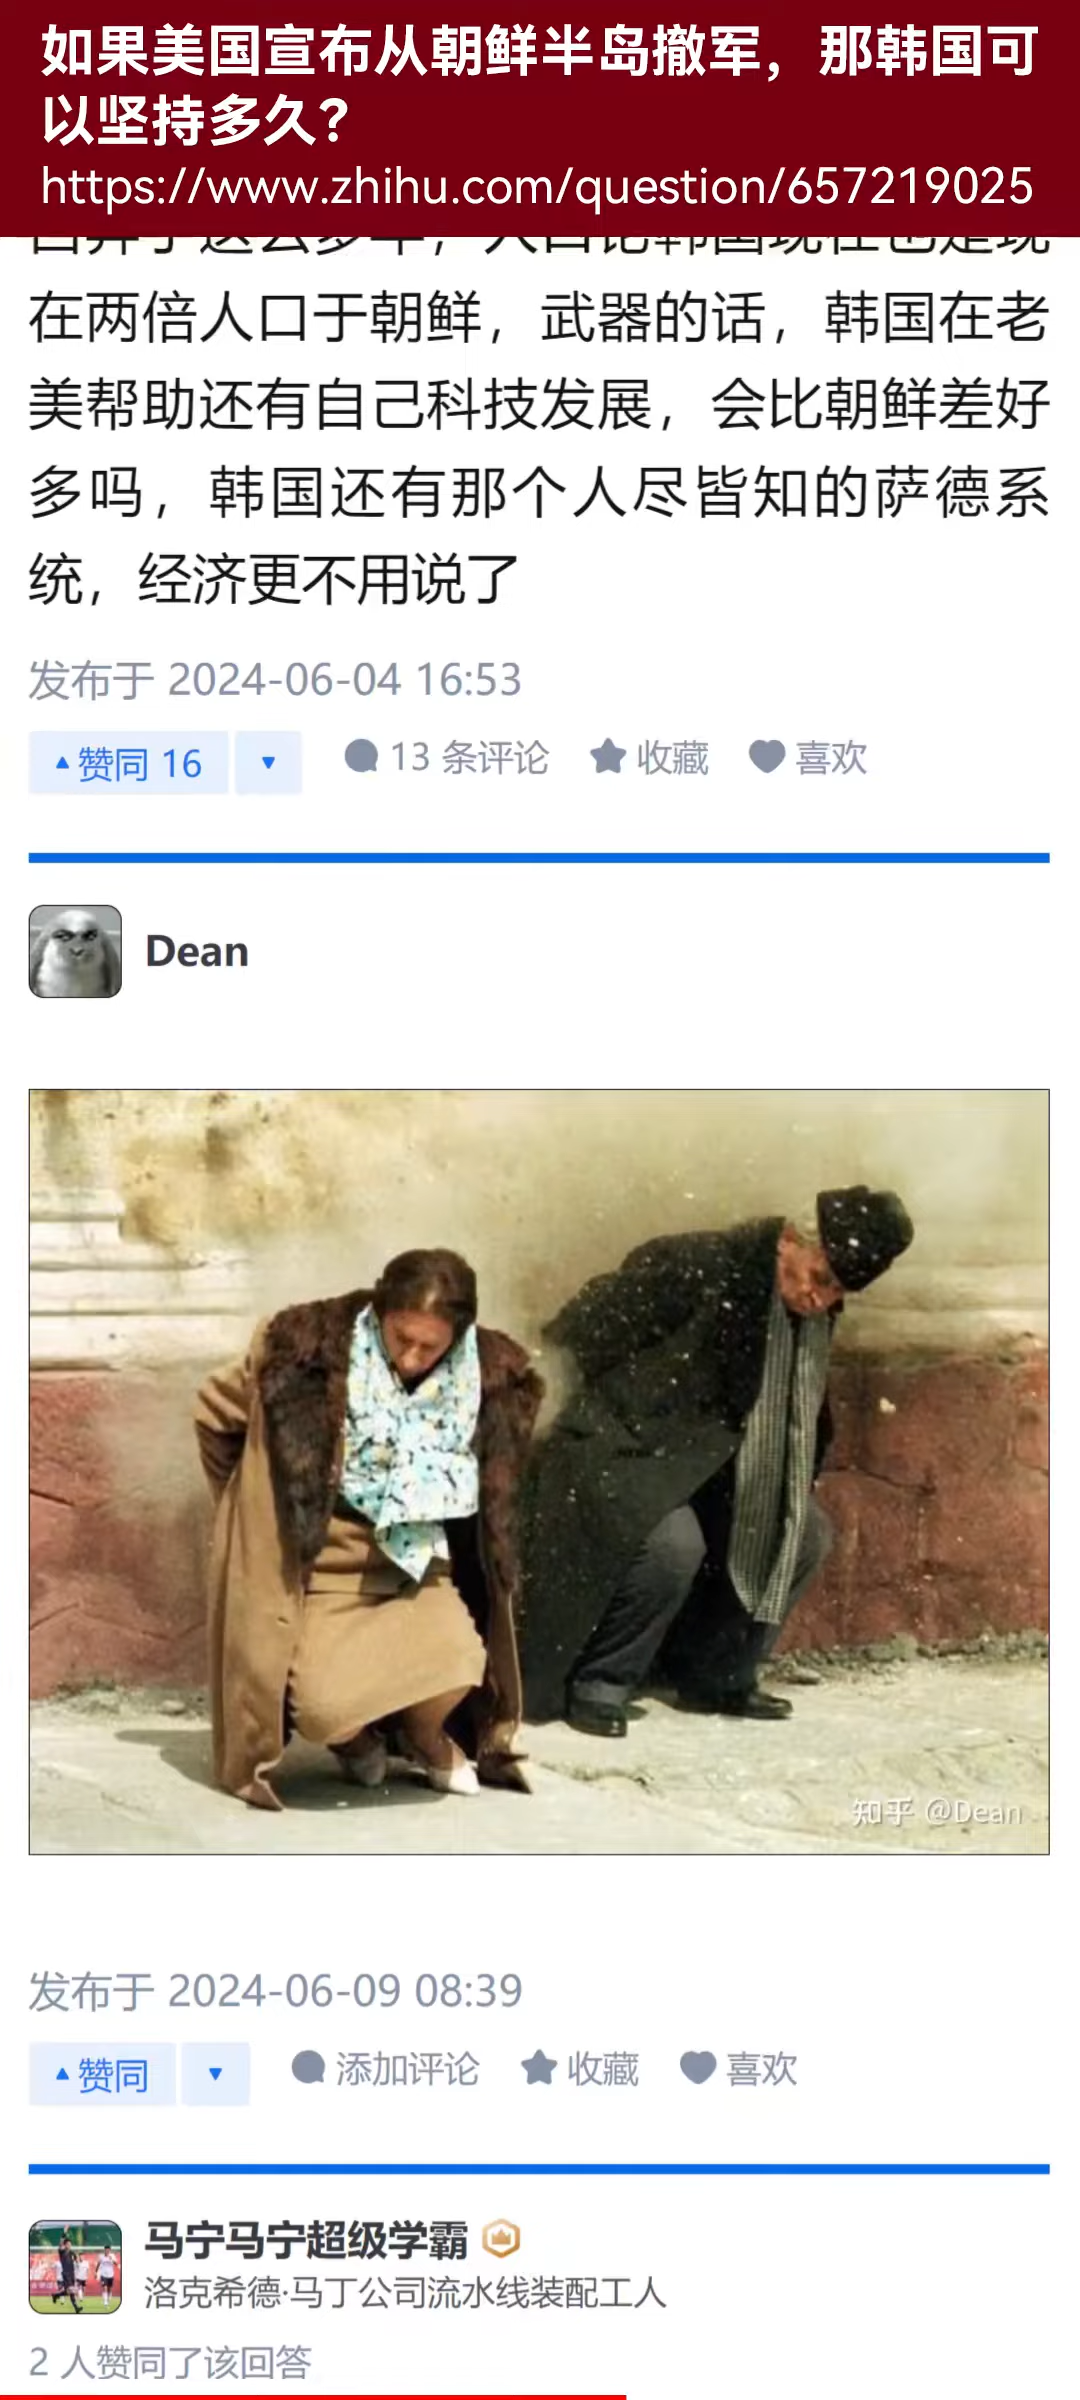 如果美国宣布从朝鲜半岛撤军，那韩国可
以坚持多久？
https://www.zhihu.com/question/657219025
在两倍人口于朝鲜，武器的话，韩国在老
美帮助还有自己科技发展，会比朝鲜差好
多吗，韩国还有那个人尽皆知的萨德系
统，经济更不用说了
发布于 2024-06-04 16:53
赞同 16
13 条评论
收藏
喜欢
Dean
知乎 @Dean
发布于 2024-06-09 08:39
赞同
添加评论
收藏
喜欢
马宁马宁超级学霸
洛克希德·马丁公司流水线装配工人
2 人赞同了该回答